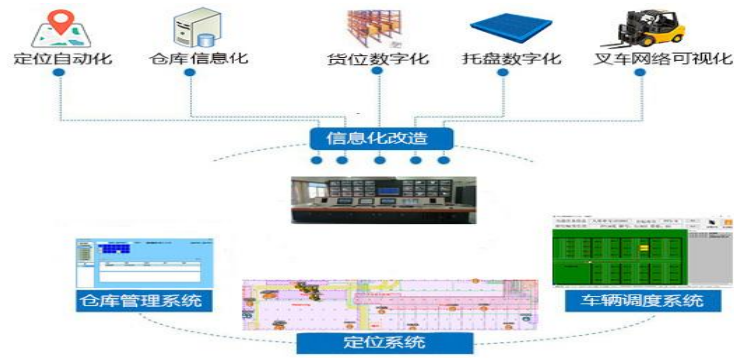 定位自动化
仓库信息化
货位数字化
托盘数字化
叉车网络可视化
信息化改造
仓库管理系统
车辆调度系统
定位系统